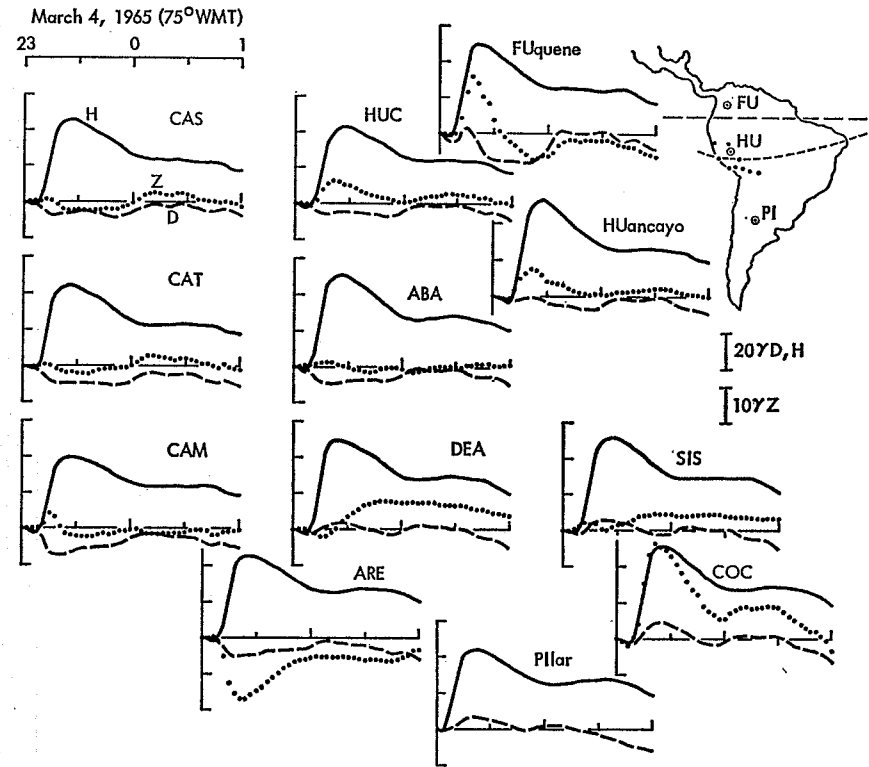 March 4, 1965 (75°WMT)
23 0 1
FUquene
H CAS
HUC
FU
HU
PI
Z
D
HUancayo
CAT
ABA
20γD,H
10γZ
CAM
DEA
SIS
ARE
COC
PIlar